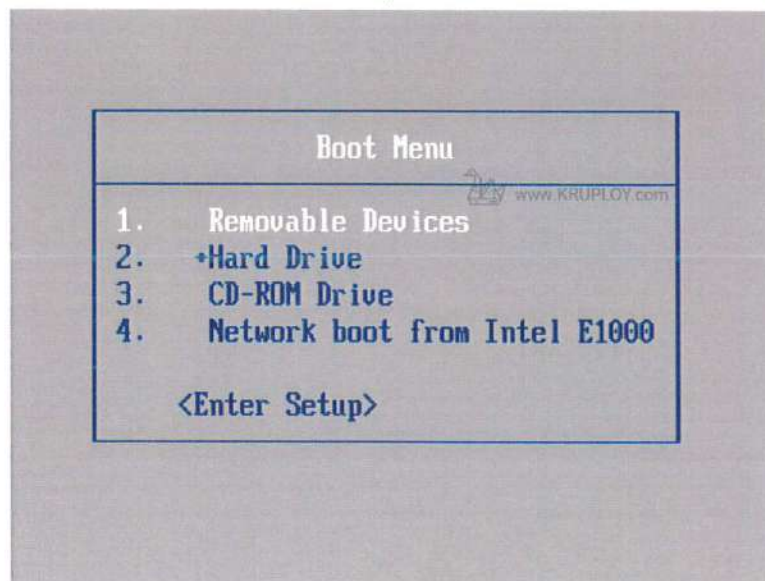 Boot Menu
www.KRUPLOY.com
1. Removable Devices
2. +Hard Drive
3. CD-ROM Drive
4. Network boot from Intel E1000
<Enter Setup>